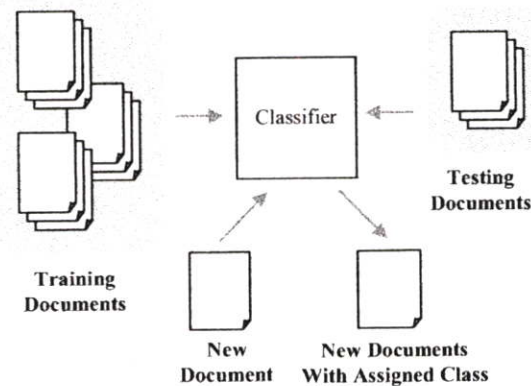 Classifier
Testing
Documents
Training
Documents
New
Document
New Documents
With Assigned Class